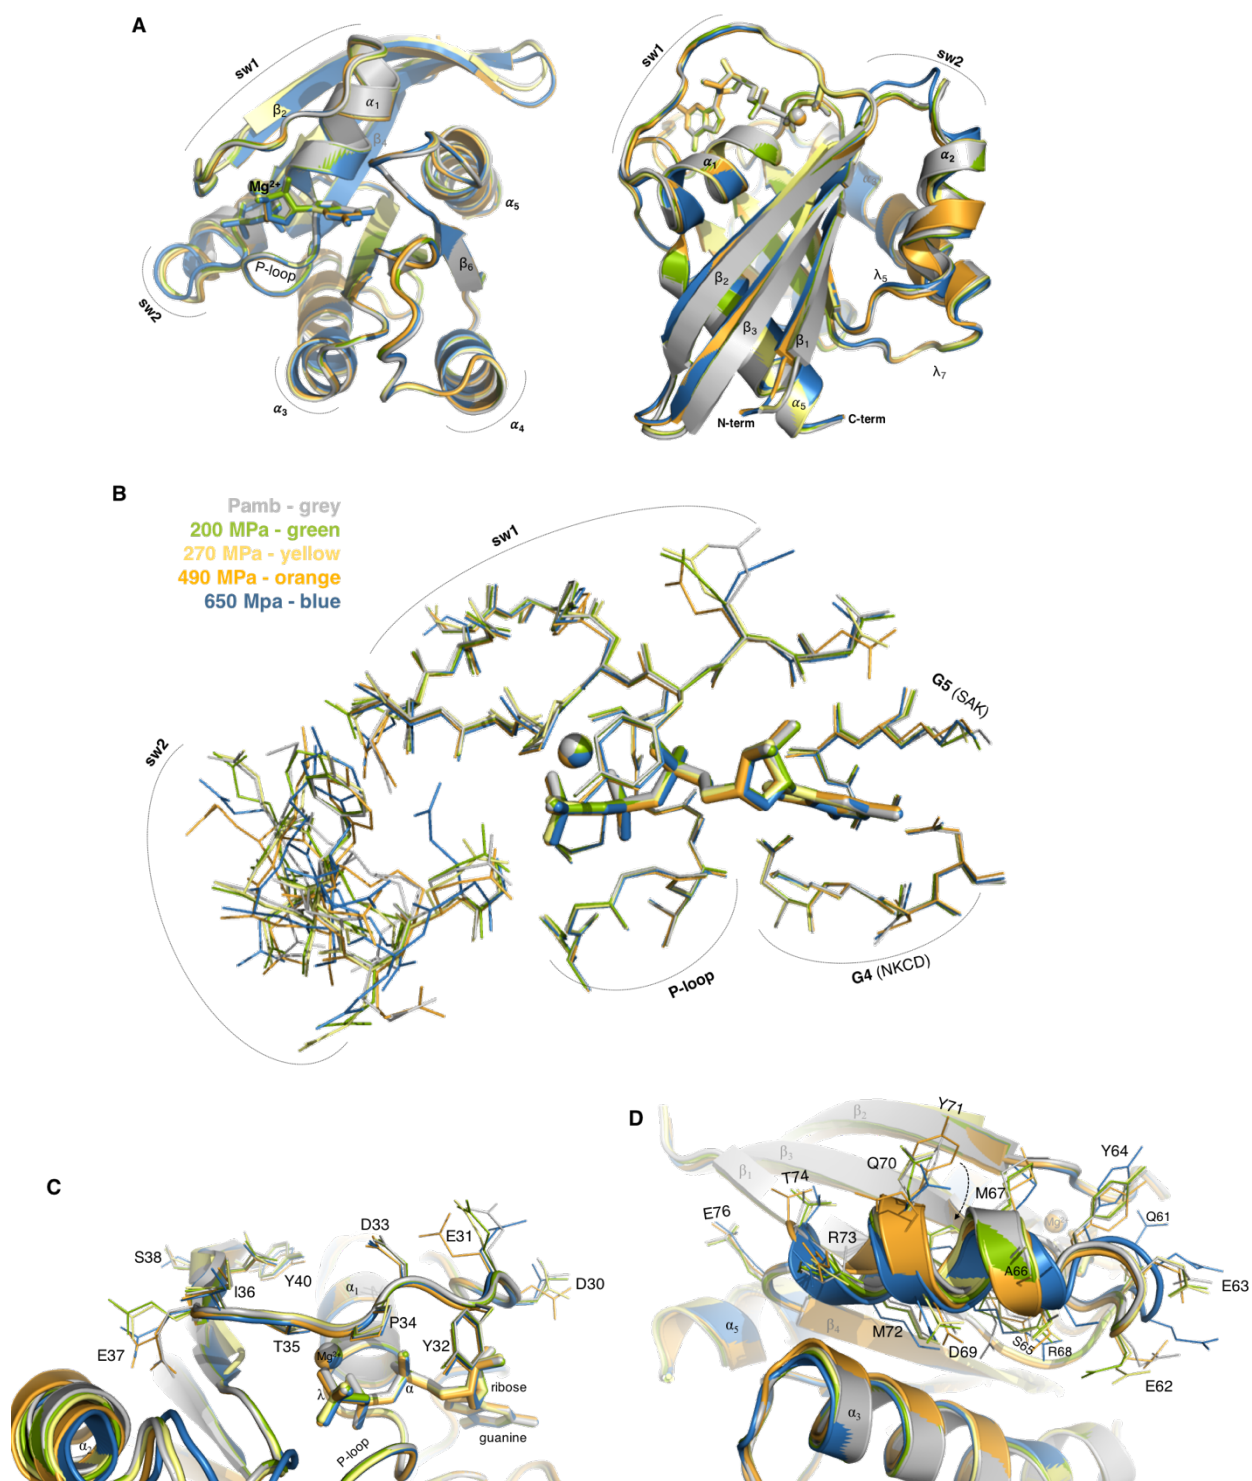 A
sw1
β2
α1
β1
Mg2+
α5
P-loop
β6
sw2
α3
α4
sw1
sw2
α1
α2
β2
λ5
β3
β1
λ7
α5
N-term
C-term
B
Pamb - grey
200 MPa - green
270 MPa - yellow
490 MPa - orange
650 Mpa - blue
sw1
sw2
G5 (SAK)
P-loop
G4 (NKCD)
C
S38
Y40
I36
D33
E31
D30
α1
P34
T35
E37
Mg2+
Y32
λ
α
ribose
guanine
P-loop
α2
D
β2
Y71
β3
Q70
Y64
β1
T74
M67
E76
Mg2+
Q61
R73
A66
E63
α5
β4
M72
D69
S65
R68
E62
α3